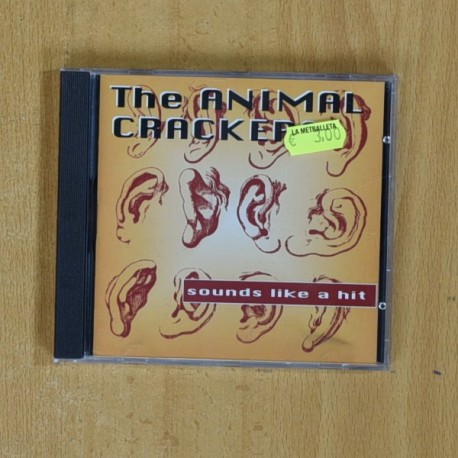 The ANIMAL
CRACKER
LA METRALLETA
€ 3,00
sounds like a hit